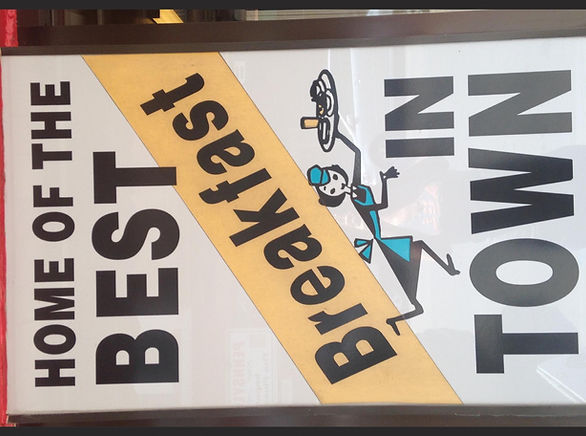 HOME OF THE
BEST
Breakfast
IN
TOWN